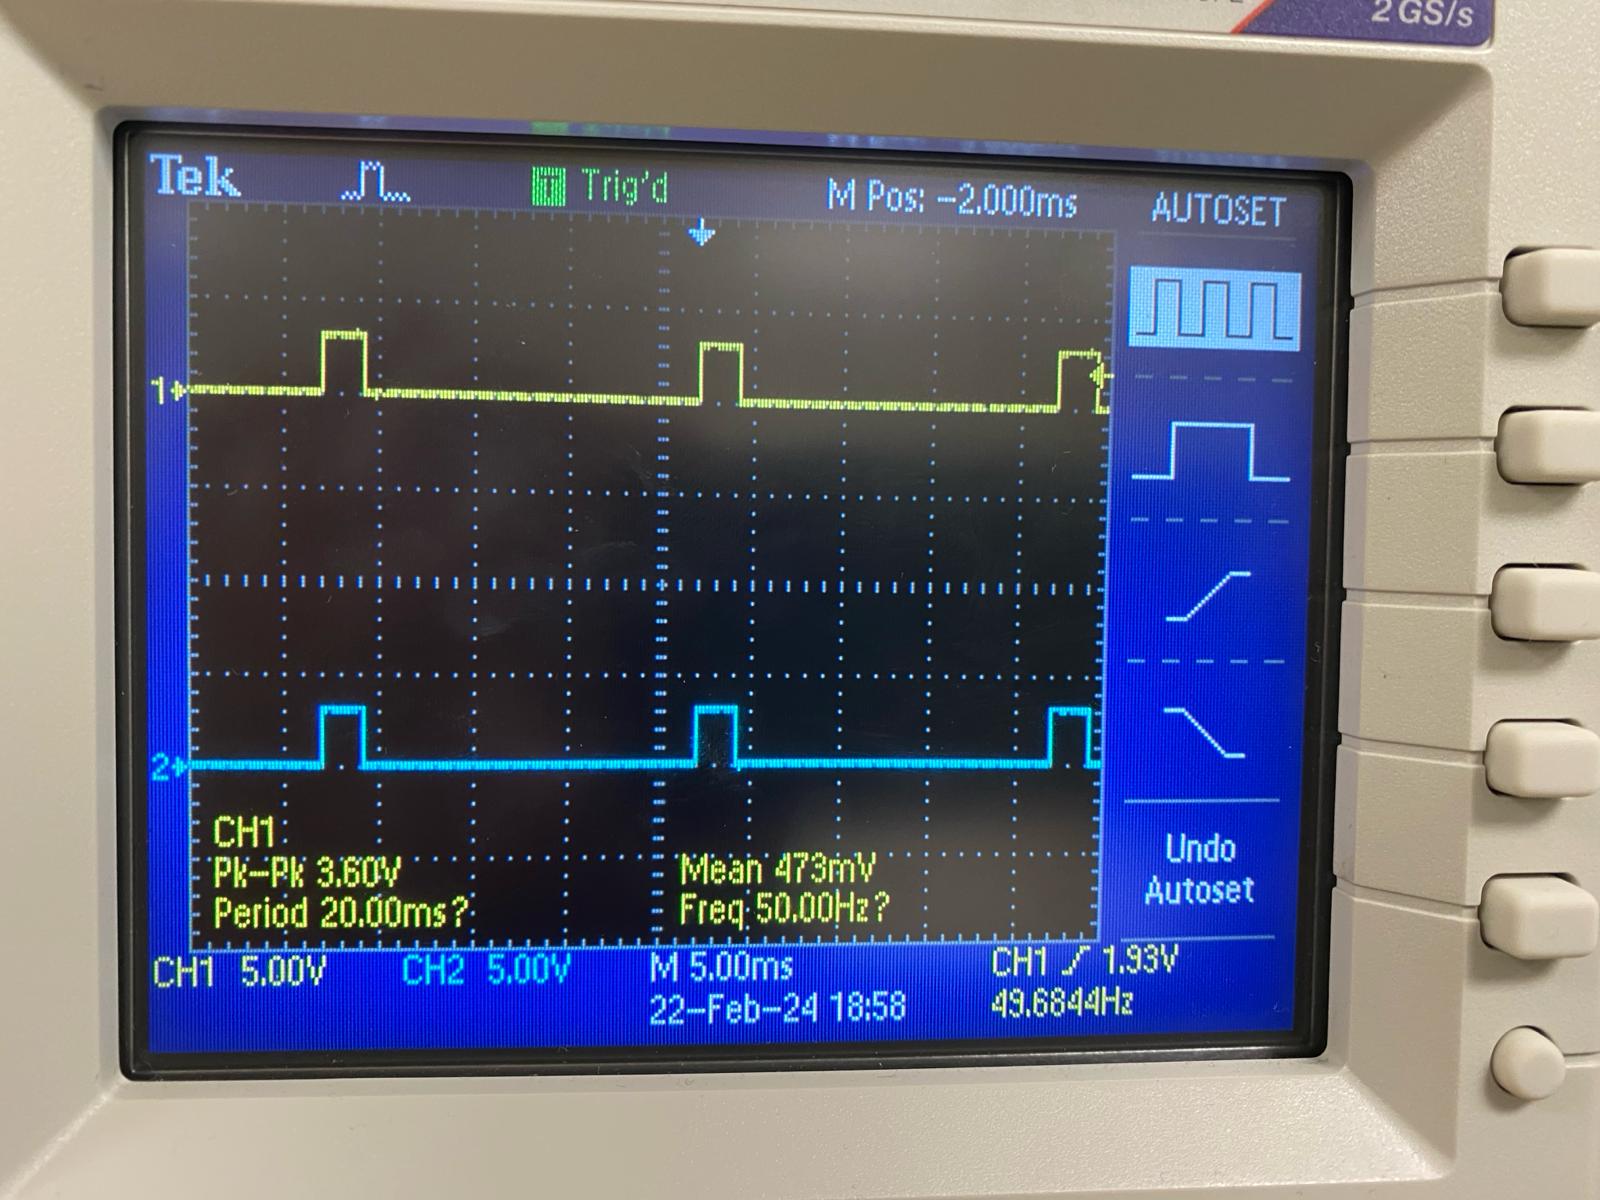 2 GS/s
Tek Trig'd M Pos: -2.000ms AUTOSET
1
2
CH1
Pk-Pk 3.60V Mean 473mV
Period 20.00ms? Freq 50.00Hz?
Undo
Autoset
CH1 5.00V CH2 5.00V M 5.00ms CH1 1.93V
22-Feb-24 18:58 49.6844Hz